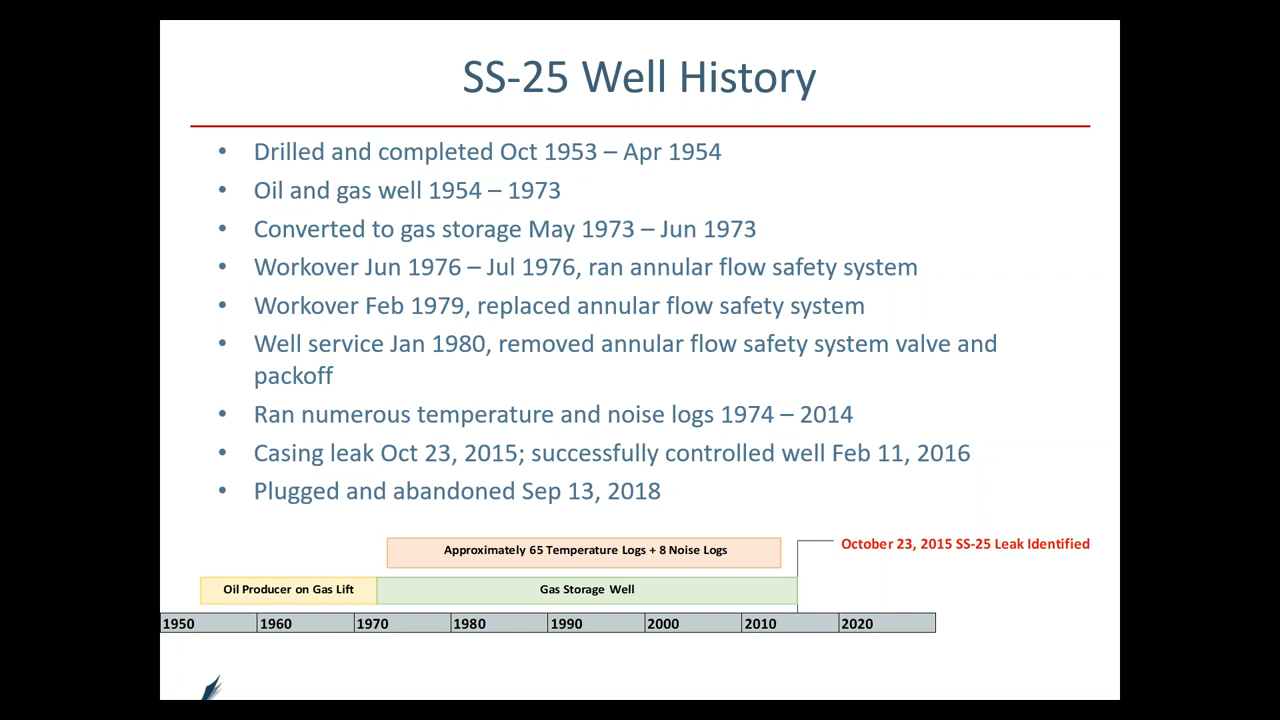 SS-25 Well History
• Drilled and completed Oct 1953 – Apr 1954
• Oil and gas well 1954 – 1973
• Converted to gas storage May 1973 – Jun 1973
• Workover Jun 1976 – Jul 1976, ran annular flow safety system
• Workover Feb 1979, replaced annular flow safety system
• Well service Jan 1980, removed annular flow safety system valve and
packoff
• Ran numerous temperature and noise logs 1974 – 2014
• Casing leak Oct 23, 2015; successfully controlled well Feb 11, 2016
• Plugged and abandoned Sep 13, 2018
October 23, 2015 SS-25 Leak Identified
Approximately 65 Temperature Logs + 8 Noise Logs
Oil Producer on Gas Lift
Gas Storage Well
1950 1960 1970 1980 1990 2000 2010 2020